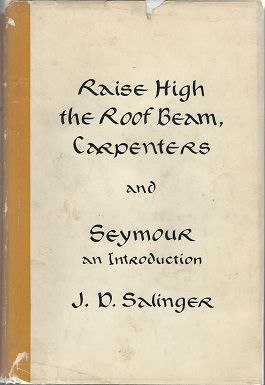 Raise High
the Roof Beam,
Carpenters
and
Seymour
an Introduction
J. D. Salinger